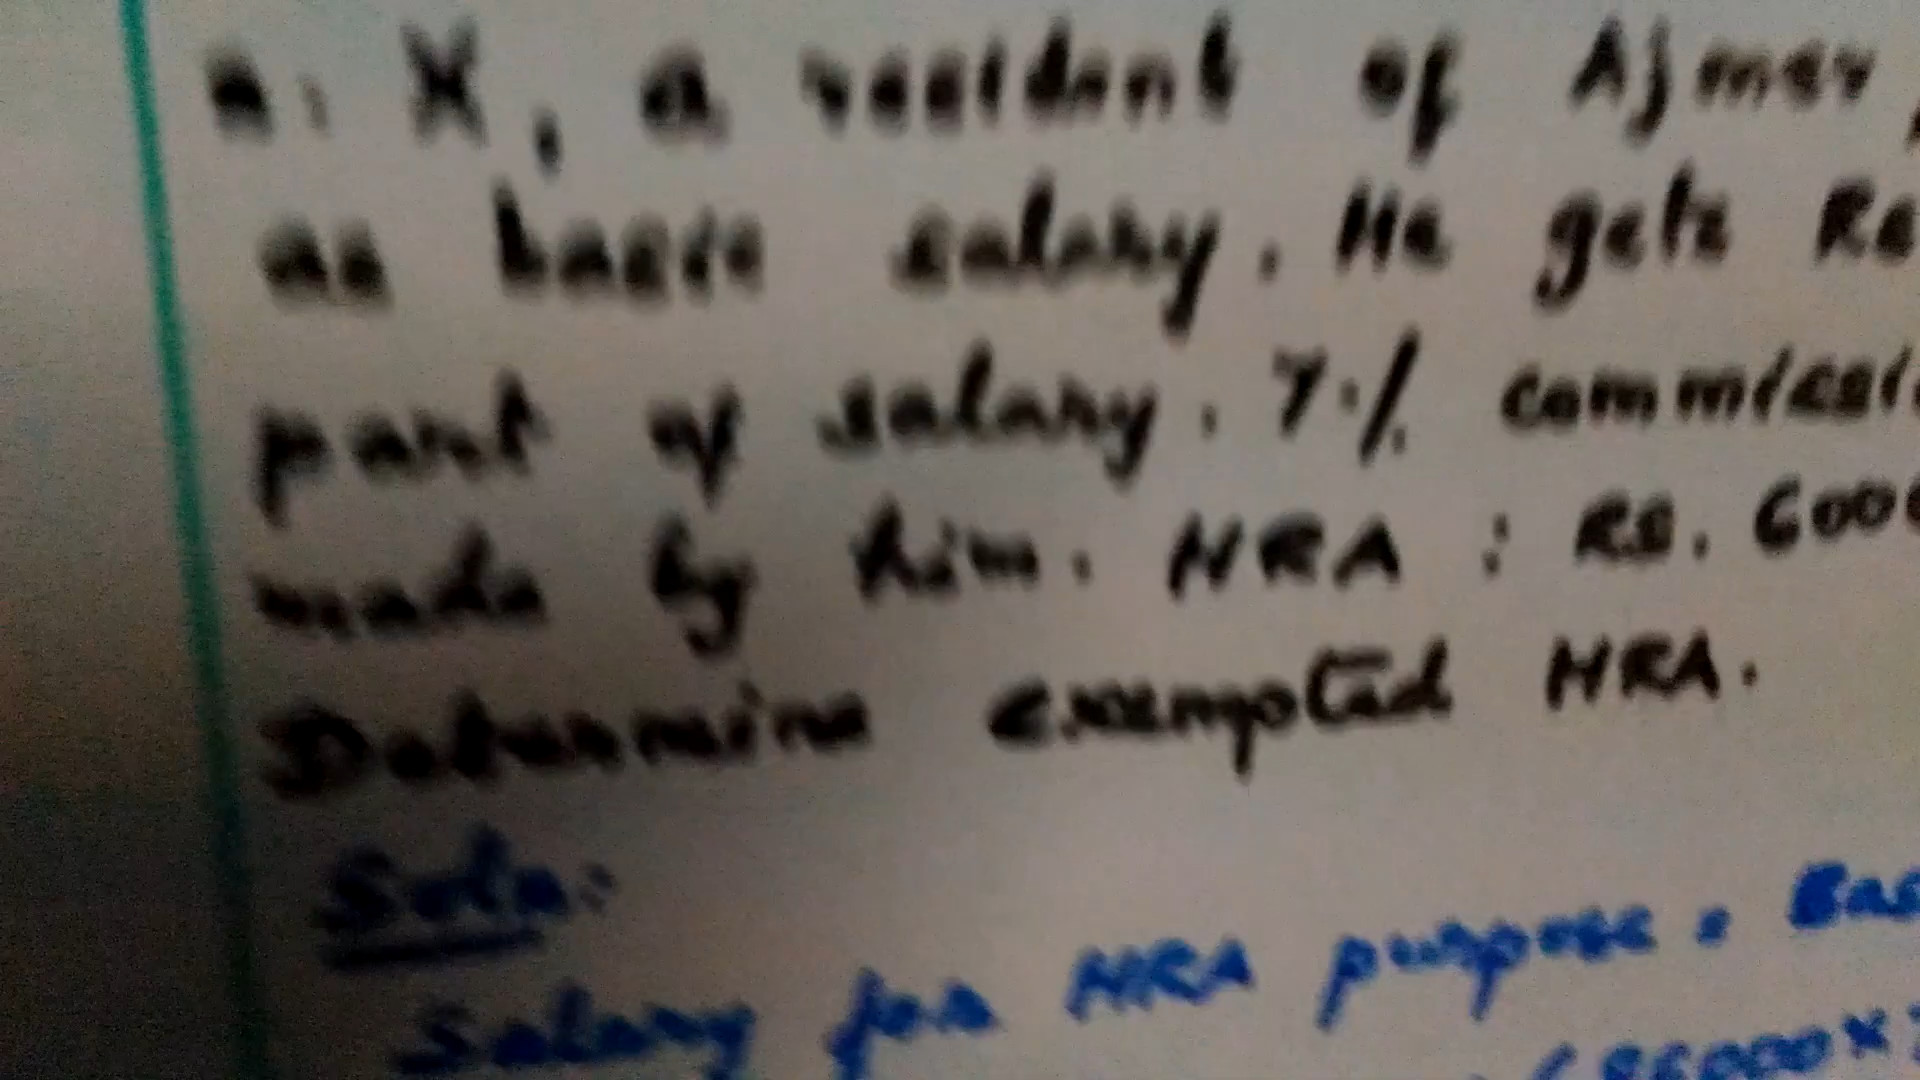 X, a resident of Ajmer,
as basic salary. He gets Rs
part of salary. 7% commissi
made by him. HRA : Rs. 6000
Determine exempted HRA.
Soln:
Salary for HRA purpose = Bas